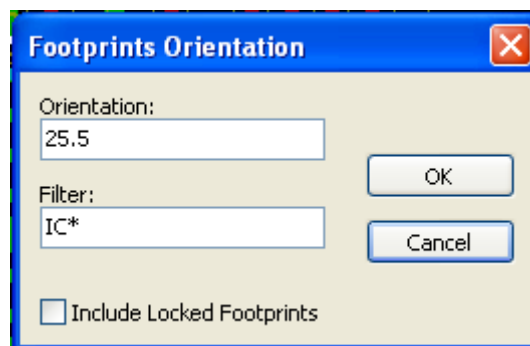 Footprints Orientation
Orientation:
25.5
OK
Filter:
IC*
Cancel
Include Locked Footprints